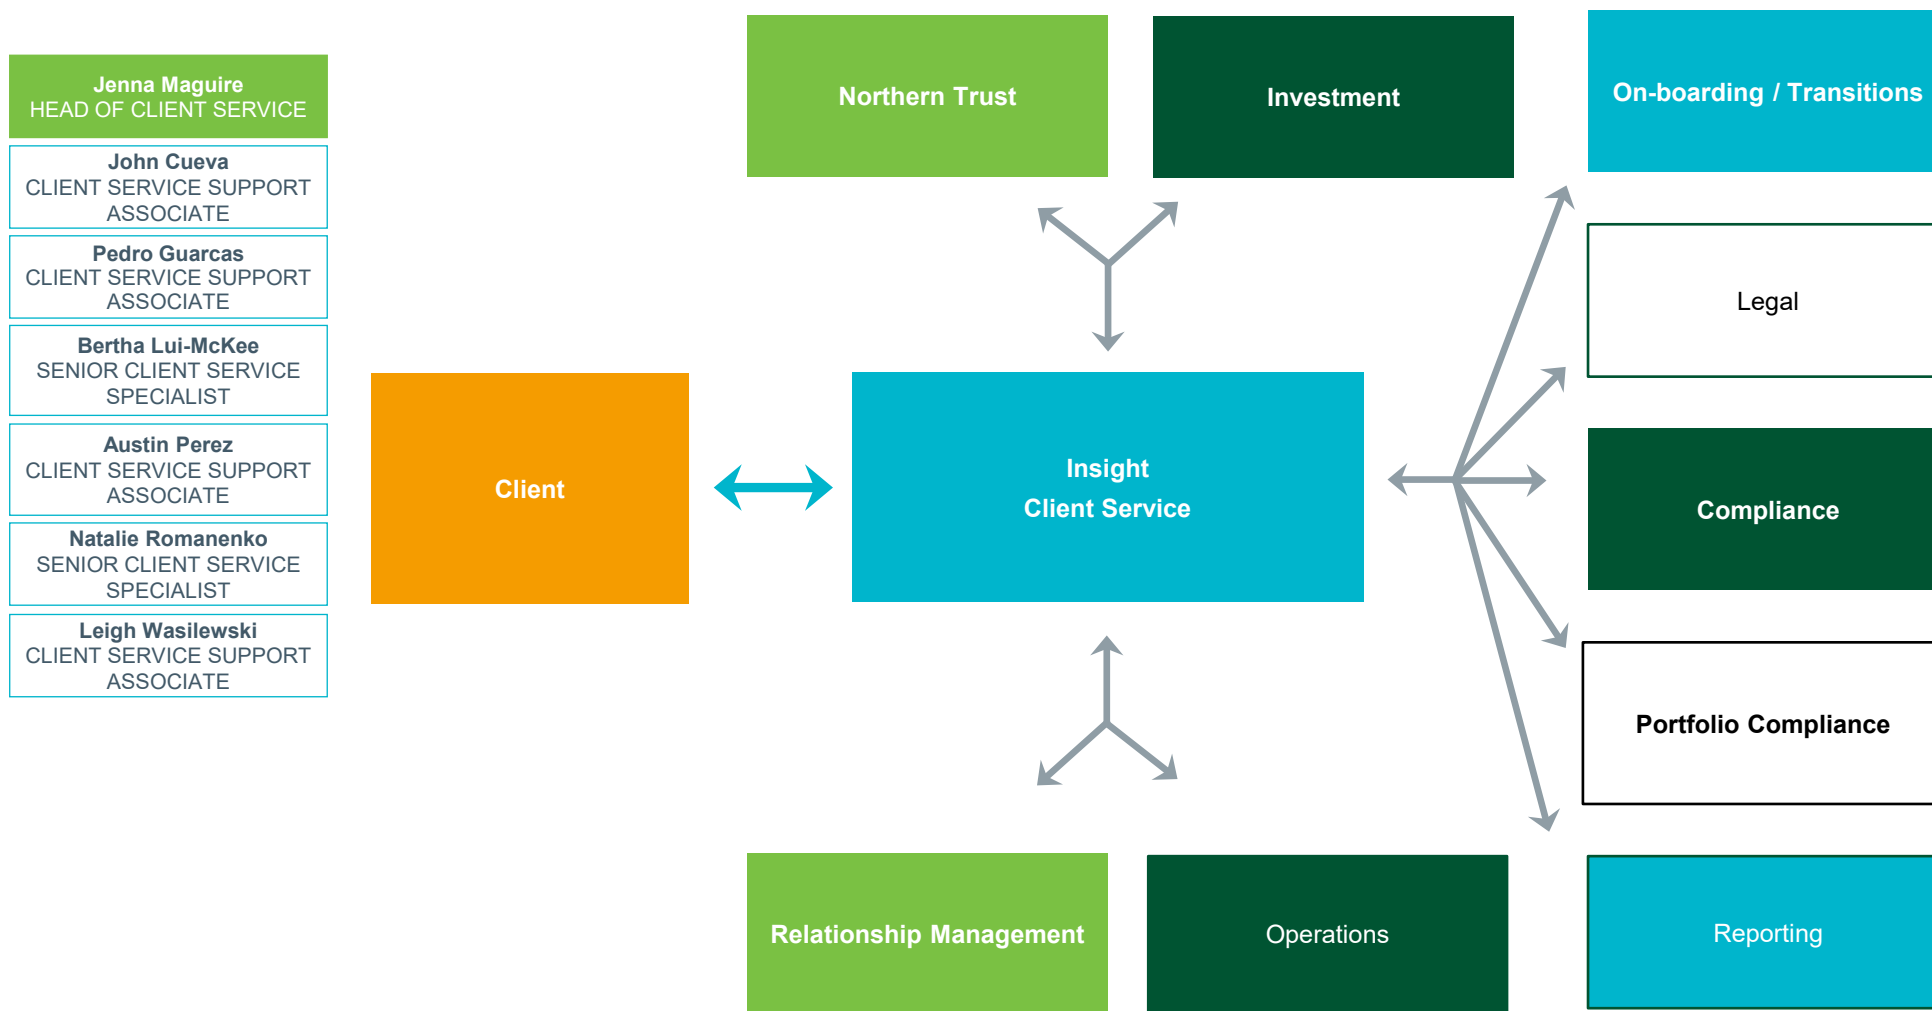 Jenna Maguire
HEAD OF CLIENT SERVICE
John Cueva
CLIENT SERVICE SUPPORT
ASSOCIATE
Pedro Guarcas
CLIENT SERVICE SUPPORT
ASSOCIATE
Bertha Lui-McKee
SENIOR CLIENT SERVICE
SPECIALIST
Austin Perez
CLIENT SERVICE SUPPORT
ASSOCIATE
Natalie Romanenko
SENIOR CLIENT SERVICE
SPECIALIST
Leigh Wasilewski
CLIENT SERVICE SUPPORT
ASSOCIATE
Client
Northern Trust
Investment
Insight
Client Service
Relationship Management
Operations
On-boarding / Transitions
Legal
Compliance
Portfolio Compliance
Reporting